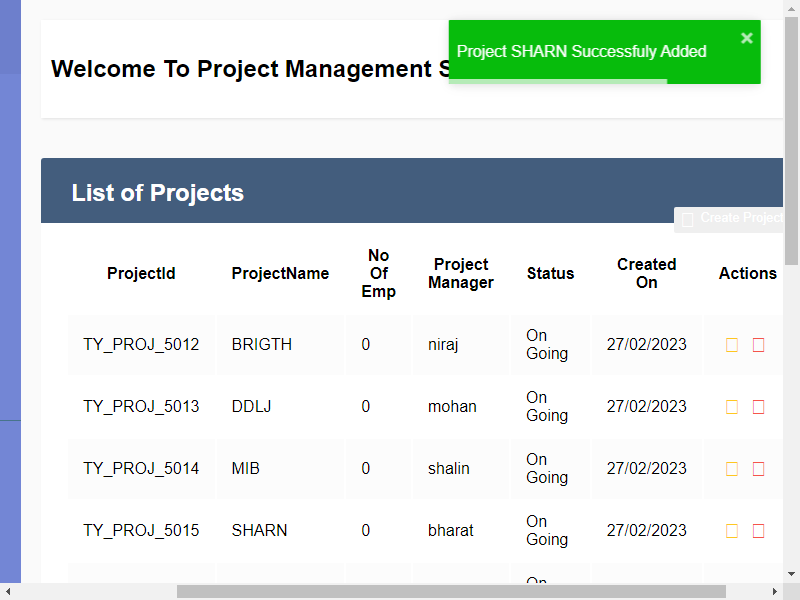 Welcome To Project Management S
Project SHARN Successfuly Added
×
List of Projects
Create Project
ProjectId ProjectName No Of Emp Project Manager Status Created On Actions
TY_PROJ_5012 BRIGTH 0 niraj On Going 27/02/2023
TY_PROJ_5013 DDLJ 0 mohan On Going 27/02/2023
TY_PROJ_5014 MIB 0 shalin On Going 27/02/2023
TY_PROJ_5015 SHARN 0 bharat On Going 27/02/2023
On